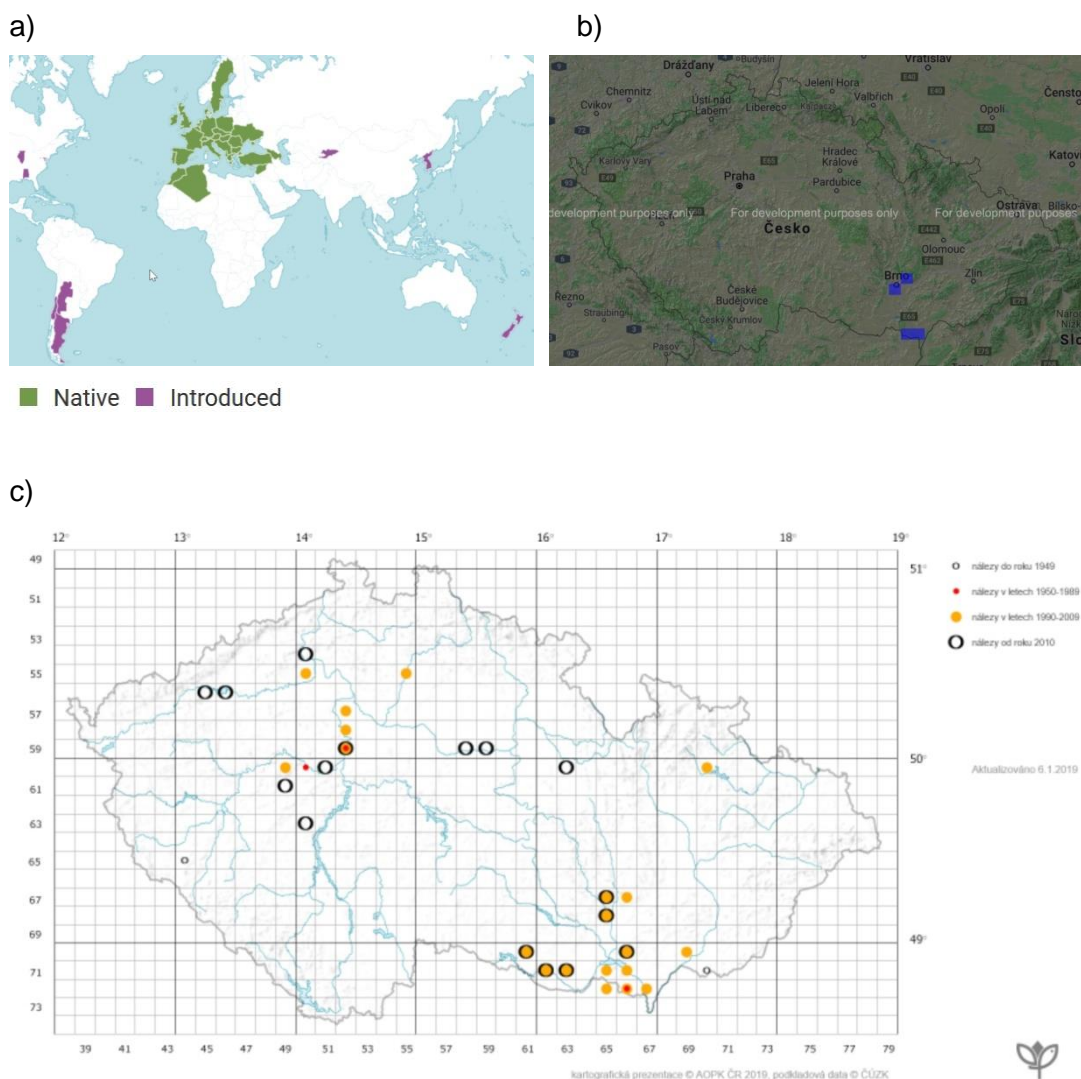 a)
b)
Drážďany
Budyšín
Vratislav
Chemnitz
Jelení Hora
Cvikov
Ústí nad
Labem
Liberec
Valbřich
Opolí
Čensto
Karlovy Vary
Hradec
Králové
Katovi
Praha
Pardubice
development purposes only
For development purposes only
For development purposes
Ostrava
Bílsko-
Česko
Olomouc
Brno
Zlín
Řezno
České
Budějovice
Český Krumlov
Straubing
Pasov
Slo
Native
Introduced
c)
12° 13° 14° 15° 16° 17° 18° 19°
49
51
53
55
57
59
61
63
65
67
69
71
73
51°
50°
49°
nálezy do roku 1949
nálezy v letech 1950-1989
nálezy v letech 1990-2009
nálezy od roku 2010
Aktualizováno 6.1.2019
39 41 43 45 47 49 51 53 55 57 59 61 63 65 67 69 71 73 75 77 79
kartografická prezentace © AOPK ČR 2019, podkladová data © ČÚZK